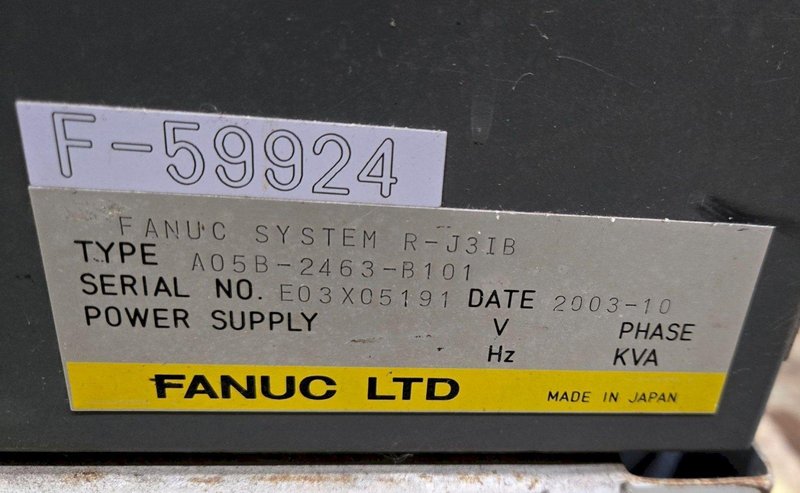 F-59924
FANUC SYSTEM R-J3IB
TYPE A05B-2463-B101
SERIAL NO. E03X05191 DATE 2003-10
POWER SUPPLY V PHASE
Hz KVA
FANUC LTD MADE IN JAPAN